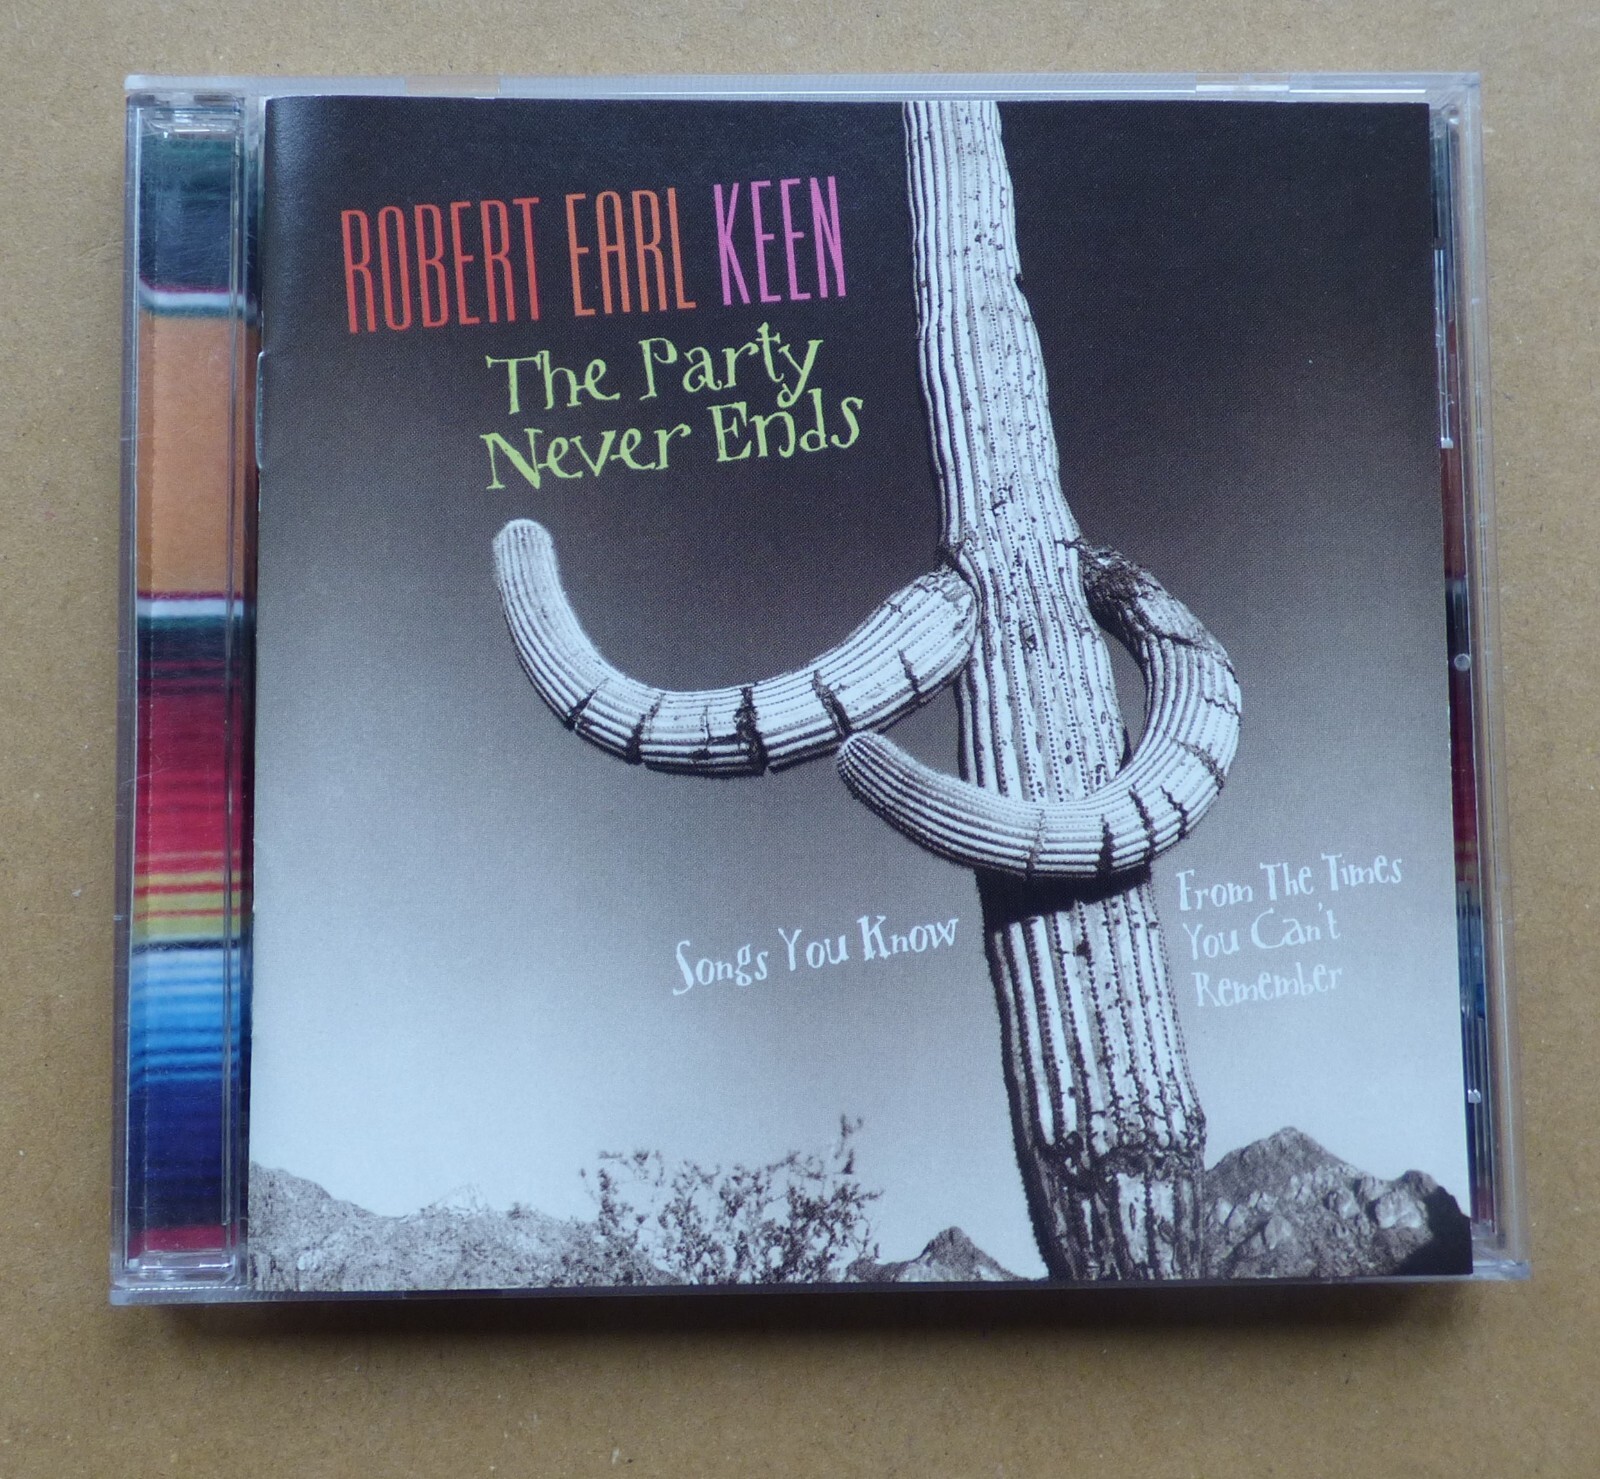 ROBERT EARL KEEN
The Party
Never Ends
Songs You Know
From The Times
You Can't
Remember